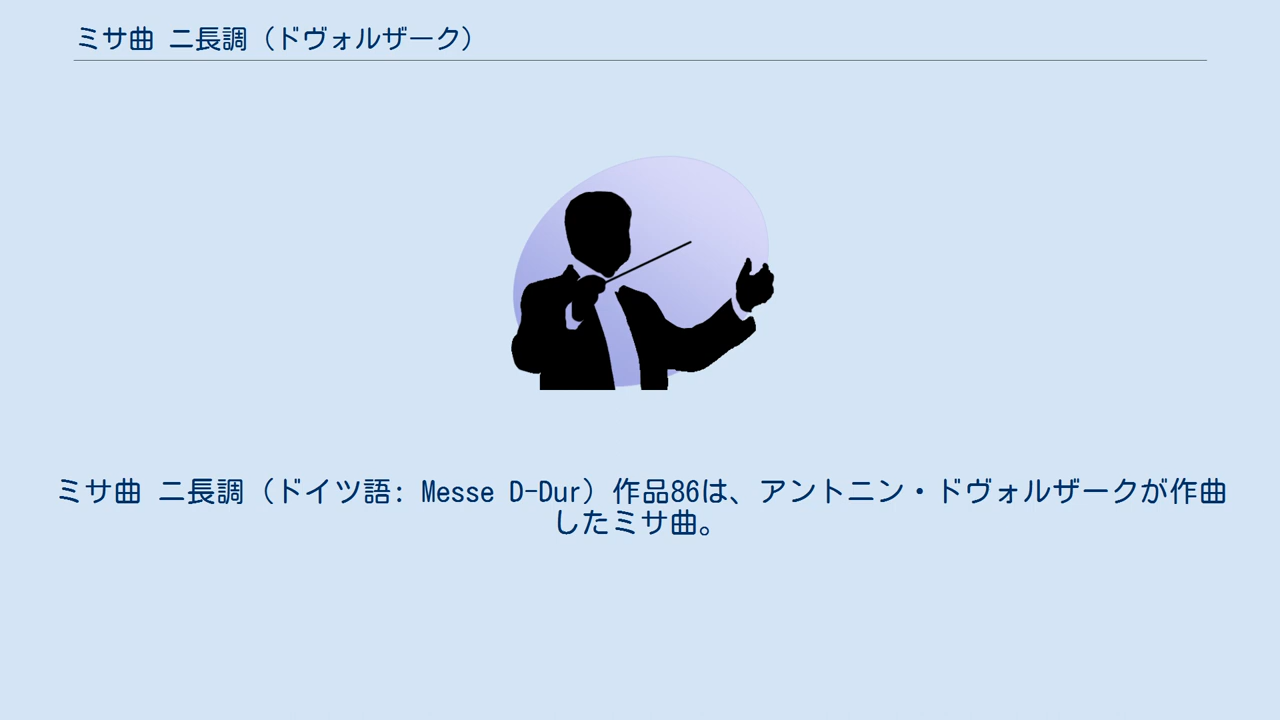 ミサ曲 ニ長調 (ドヴォルザーク)
ミサ曲 ニ長調 (ドイツ語: Messe D-Dur) 作品86は、アントニン・ドヴォルザークが作曲
したミサ曲。